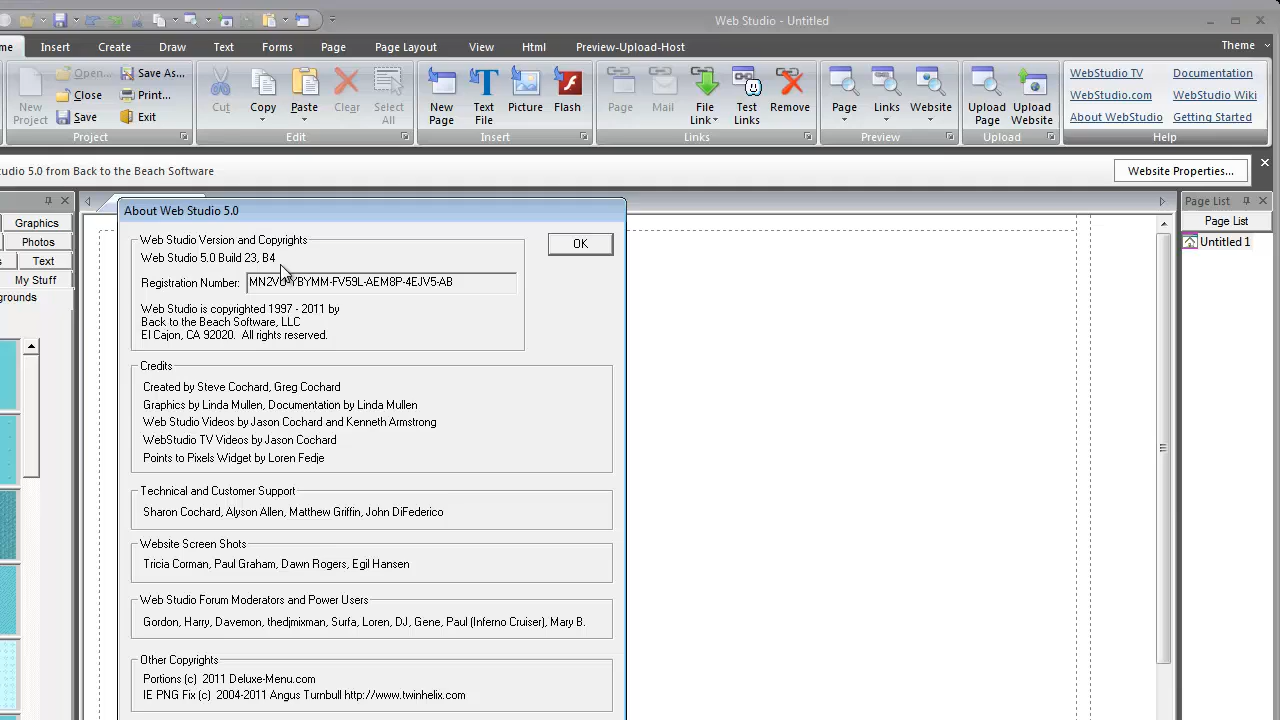 Web Studio - Untitled
me Insert Create Draw Text Forms Page Page Layout View Html Preview-Upload-Host Theme
New Project Open... Close Save Save As... Print... Exit Cut Copy Paste Clear Select All New Page Text File Picture Flash Page Mail File Link Test Links Remove Page Links Website Upload Page Upload Website
WebStudio TV Documentation
WebStudio.com WebStudio Wiki
About WebStudio Getting Started
Project Edit Insert Links Preview Upload Help
tudio 5.0 from Back to the Beach Software Website Properties...
Page List
Page List
Untitled 1
Graphics
Photos
s Text
My Stuff
grounds
About Web Studio 5.0
OK
Web Studio Version and Copyrights
Web Studio 5.0 Build 23, B4
Registration Number:
Web Studio is copyrighted 1997 - 2011 by
Back to the Beach Software, LLC
El Cajon, CA 92020. All rights reserved.
Credits
Created by Steve Cochard, Greg Cochard
Graphics by Linda Mullen, Documentation by Linda Mullen
Web Studio Videos by Jason Cochard and Kenneth Armstrong
WebStudio TV Videos by Jason Cochard
Points to Pixels Widget by Loren Fedje
Technical and Customer Support
Sharon Cochard, Alyson Allen, Matthew Griffin, John DiFederico
Website Screen Shots
Tricia Corman, Paul Graham, Dawn Rogers, Egil Hansen
Web Studio Forum Moderators and Power Users
Gordon, Harry, Davemon, thedjmixman, Surfa, Loren, DJ, Gene, Paul (Inferno Cruiser), Mary B.
Other Copyrights
Portions (c) 2011 Deluxe-Menu.com
IE PNG Fix (c) 2004-2011 Angus Turnbull http://www.twinhelix.com